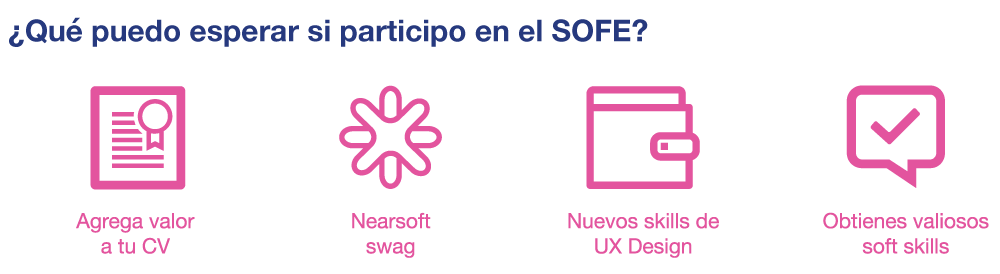 ¿Qué puedo esperar si participo en el SOFE?
Agrega valor
a tu CV
Nearsoft
swag
Nuevos skills de
UX Design
Obtienes valiosos
soft skills